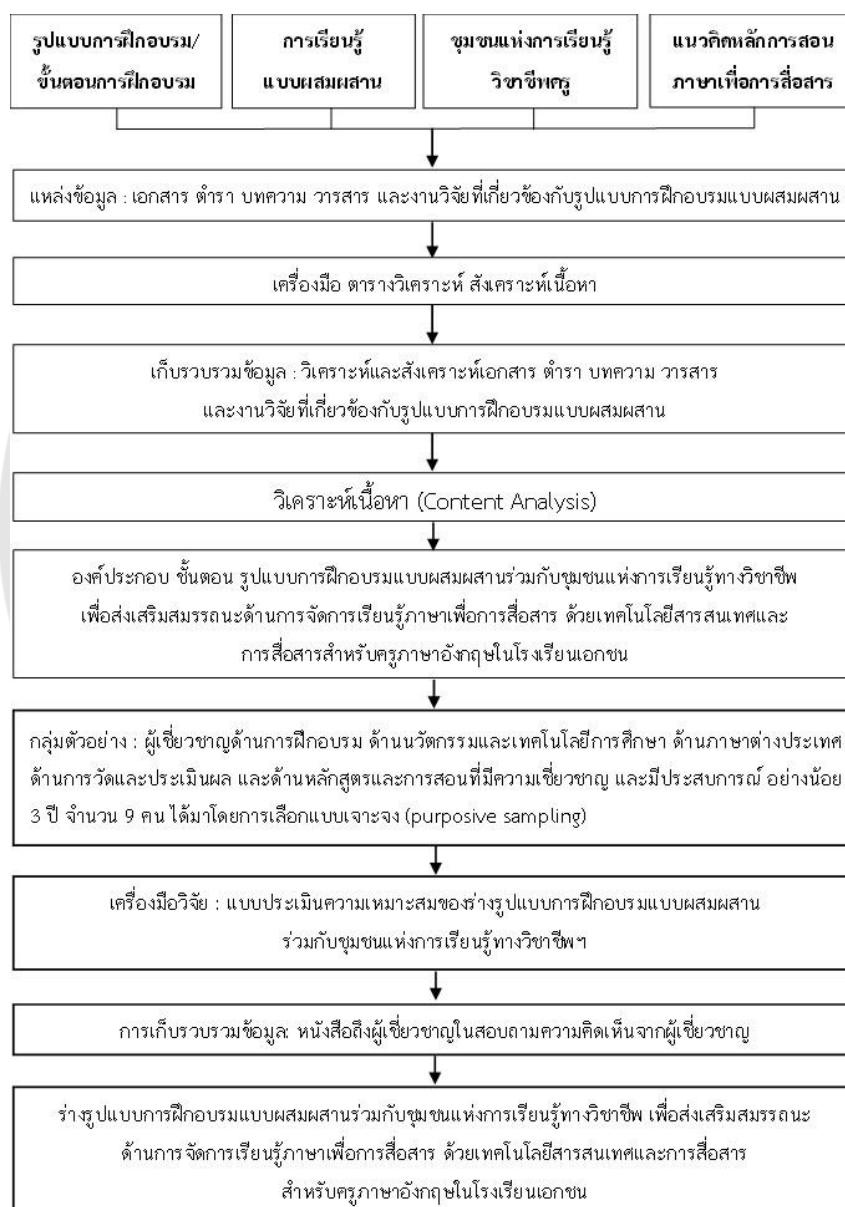 รูปแบบการฝึกอบรม/
ขั้นตอนการฝึกอบรม
การเรียนรู้
แบบผสมผสาน
ชุมชนแห่งการเรียนรู้
วิชาชีพครู
แนวคิดหลักการสอน
ภาษาเพื่อการสื่อสาร
แหล่งข้อมูล : เอกสาร ตำรา บทความ วารสาร และงานวิจัยที่เกี่ยวข้องกับรูปแบบการฝึกอบรมแบบผสมผสาน
เครื่องมือ ตารางวิเคราะห์ สังเคราะห์เนื้อหา
เก็บรวบรวมข้อมูล : วิเคราะห์และสังเคราะห์เอกสาร ตำรา บทความ วารสาร
และงานวิจัยที่เกี่ยวข้องกับรูปแบบการฝึกอบรมแบบผสมผสาน
วิเคราะห์เนื้อหา (Content Analysis)
องค์ประกอบ ขั้นตอน รูปแบบการฝึกอบรมแบบผสมผสานร่วมกับชุมชนแห่งการเรียนรู้ทางวิชาชีพ
เพื่อส่งเสริมสมรรถนะด้านการจัดการเรียนรู้ภาษาเพื่อการสื่อสาร ด้วยเทคโนโลยีสารสนเทศและ
การสื่อสารสำหรับครูภาษาอังกฤษในโรงเรียนเอกชน
กลุ่มตัวอย่าง : ผู้เชี่ยวชาญด้านการฝึกอบรม ด้านนวัตกรรมและเทคโนโลยีการศึกษา ด้านภาษาต่างประเทศ
ด้านการวัดและประเมินผล และด้านหลักสูตรและการสอนที่มีความเชี่ยวชาญ และมีประสบการณ์ อย่างน้อย
3 ปี จำนวน 9 คน ได้มาโดยการเลือกแบบเจาะจง (purposive sampling)
เครื่องมือวิจัย : แบบประเมินความเหมาะสมของร่างรูปแบบการฝึกอบรมแบบผสมผสาน
ร่วมกับชุมชนแห่งการเรียนรู้ทางวิชาชีพฯ
การเก็บรวบรวมข้อมูล: หนังสือถึงผู้เชี่ยวชาญในสอบถามความคิดเห็นจากผู้เชี่ยวชาญ
ร่างรูปแบบการฝึกอบรมแบบผสมผสานร่วมกับชุมชนแห่งการเรียนรู้ทางวิชาชีพ เพื่อส่งเสริมสมรรถนะ
ด้านการจัดการเรียนรู้ภาษาเพื่อการสื่อสาร ด้วยเทคโนโลยีสารสนเทศและการสื่อสาร
สำหรับครูภาษาอังกฤษในโรงเรียนเอกชน